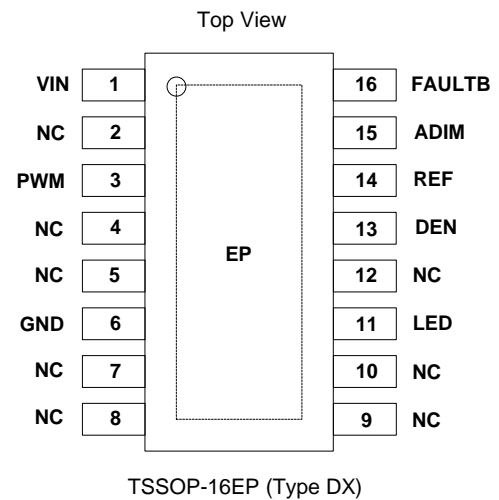 Top View
VIN 1 16 FAULTB
NC 2 15 ADIM
PWM 3 14 REF
NC 4 13 DEN
NC 5 EP 12 NC
GND 6 11 LED
NC 7 10 NC
NC 8 9 NC
TSSOP-16EP (Type DX)